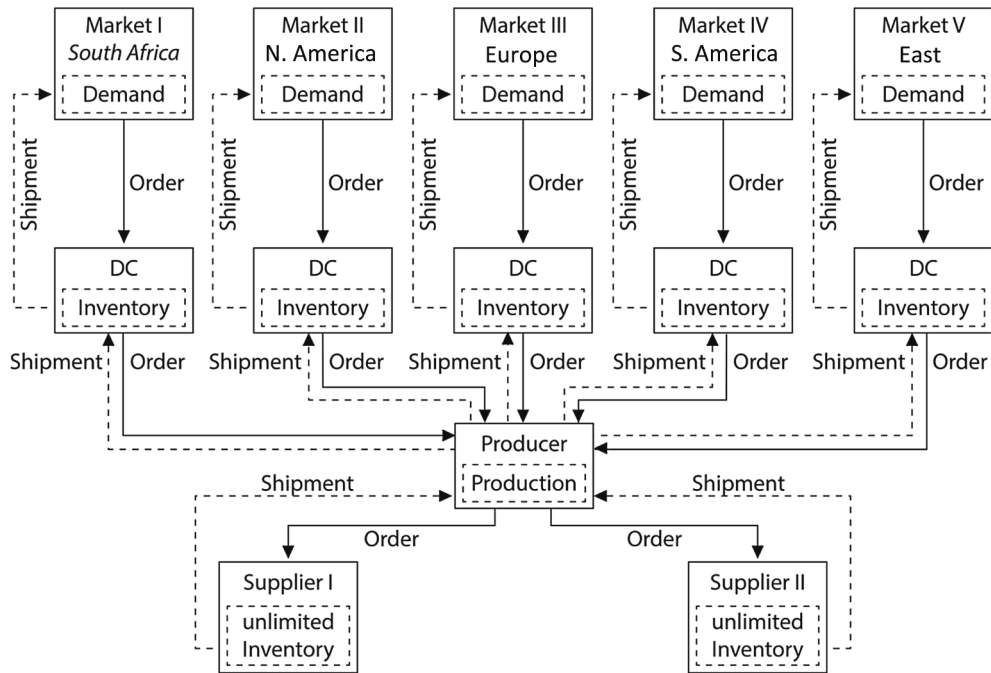 Market I
South Africa
Demand
Market II
N. America
Demand
Market III
Europe
Demand
Market IV
S. America
Demand
Market V
East
Demand
Shipment
Order
Shipment
Order
Shipment
Order
Shipment
Order
Shipment
Order
DC
Inventory
DC
Inventory
DC
Inventory
DC
Inventory
DC
Inventory
Shipment
Order
Shipment
Order
Shipment
Order
Shipment
Order
Shipment
Order
Producer
Production
Shipment
Shipment
Order
Order
Supplier I
unlimited
Inventory
Supplier II
unlimited
Inventory